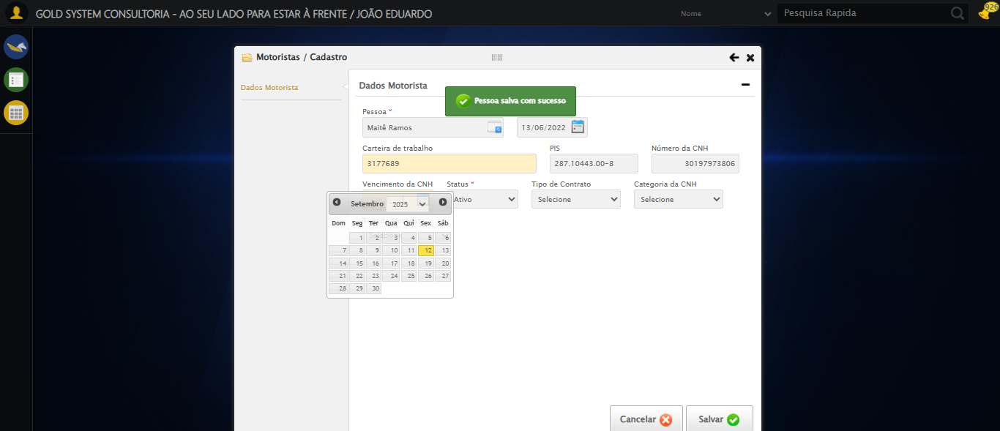 GOLD SYSTEM CONSULTORIA - AO SEU LADO PARA ESTAR À FRENTE / JOÃO EDUARDO
Nome
Pesquisa Rapida
926
Motoristas / Cadastro
Dados Motorista
Dados Motorista
Pessoa salva com sucesso
Pessoa *
Maitê Ramos
13/06/2022
Carteira de trabalho
PIS
Número da CNH
3177689
287.10443.00-8
30197973806
Vencimento da CNH
Status *
Tipo de Contrato
Categoria da CNH
Ativo
Selecione
Selecione
Setembro 2025
Dom Seg Ter Qua Qui Sex Sáb
1 2 3 4 5 6
7 8 9 10 11 12 13
14 15 16 17 18 19 20
21 22 23 24 25 26 27
28 29 30
Cancelar
Salvar